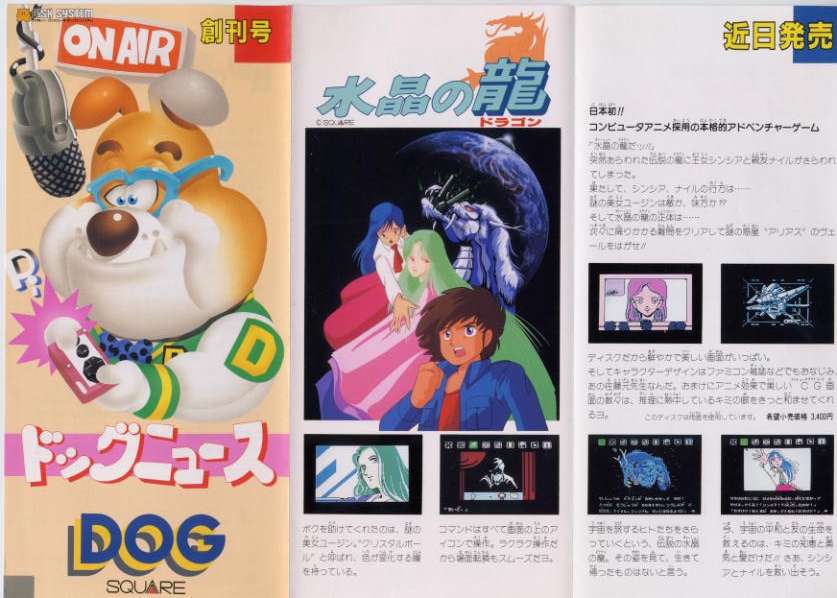 DISK SYSTEM
ON AIR
創刊号
D
ドッグニュース
DOG
SQUARE
水晶の龍
ドラゴン
©SQUARE
ボクを助けてくれたのは、謎の
美女ユージン。"クリスタルボー
ル"と呼ばれ、色が変化する瞳
を持っている。
コマンドはすべて画面の上のア
イコンで操作。ラクラク操作だ
から場面転換もスムーズだヨ。
近日発売
日本初!!
コンピュータアニメ採用の本格的アドベンチャーゲーム
「水晶の龍だッ!!」
突然あらわれた伝説の龍に王女シンシアと親友ナイルがさらわれ
てしまった。
果たして、シンシア、ナイルの行方は……
謎の美女ユージンは敵か、味方か??
そして水晶の龍の正体は……
次々に降りかかる難問をクリアして謎の惑星"アリアス"のヴェ
ールをはがせ!!
ディスクだから鮮やかで美しい画面がいっぱい。
そしてキャラクターデザインはファミコン雑誌などでもおなじみ、
あの佐藤元先生なんだ。おまけにアニメ効果で美しいCG画
面の数々は、推理に熱中しているキミの眼をきっと和ませてくれ
るヨ。
このディスクは両面を使用しています。
希望小売価格 3,400円
宇宙を旅するヒトたちをさら
っていくという、伝説の水晶
の龍。その姿を見て、生きて
帰ったものはないと言う。
今、宇宙の平和と友の生命を
救えるのは、キミの知恵と勇
気と愛だけだ!! さあ、シンシ
アとナイルを救い出そう。